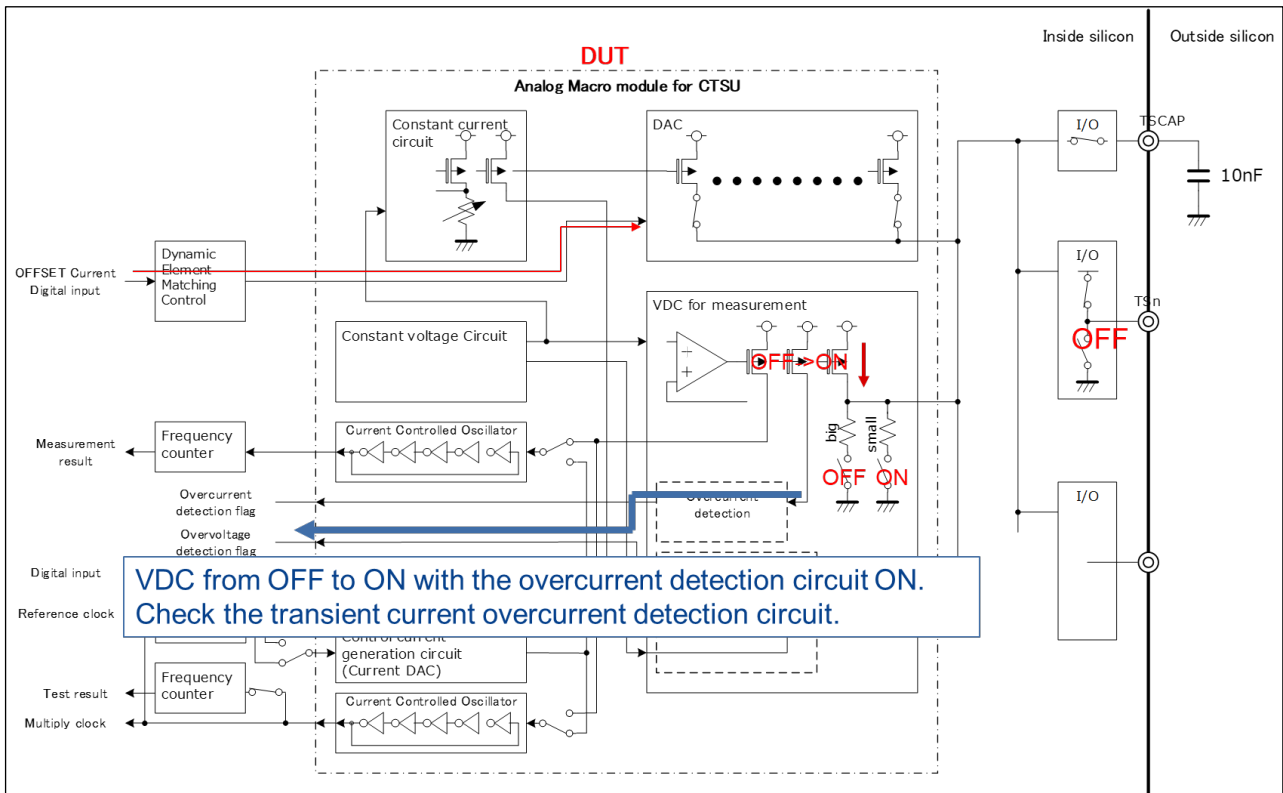 Inside silicon
Outside silicon
DUT
Analog Macro module for CTSU
Constant current
circuit
DAC
I/O
TSCAP
10nF
Dynamic
Element
Matching
Control
OFFSET Current
Digital input
I/O
TSn
OFF
Constant voltage Circuit
VDC for measurement
OFF->ON
big
small
OFF
ON
Measurement
result
Frequency
counter
Current Controlled Oscillator
Overcurrent
detection flag
Overcurrent
detection
I/O
Overvoltage
detection flag
Digital input
Reference clock
VDC from OFF to ON with the overcurrent detection circuit ON.
Check the transient current overcurrent detection circuit.
Control current
generation circuit
(Current DAC)
Test result
Frequency
counter
Multiply clock
Current Controlled Oscillator